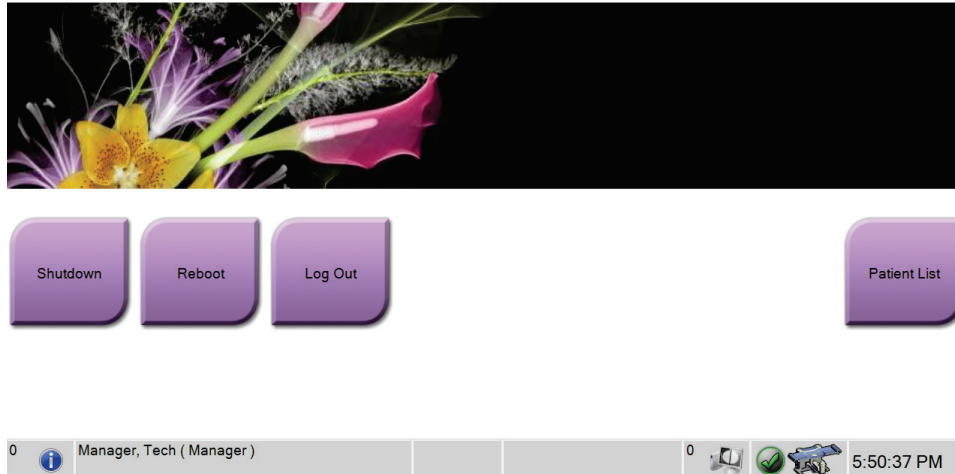 Shutdown
Reboot
Log Out
Patient List
0
Manager, Tech ( Manager )
0
5:50:37 PM